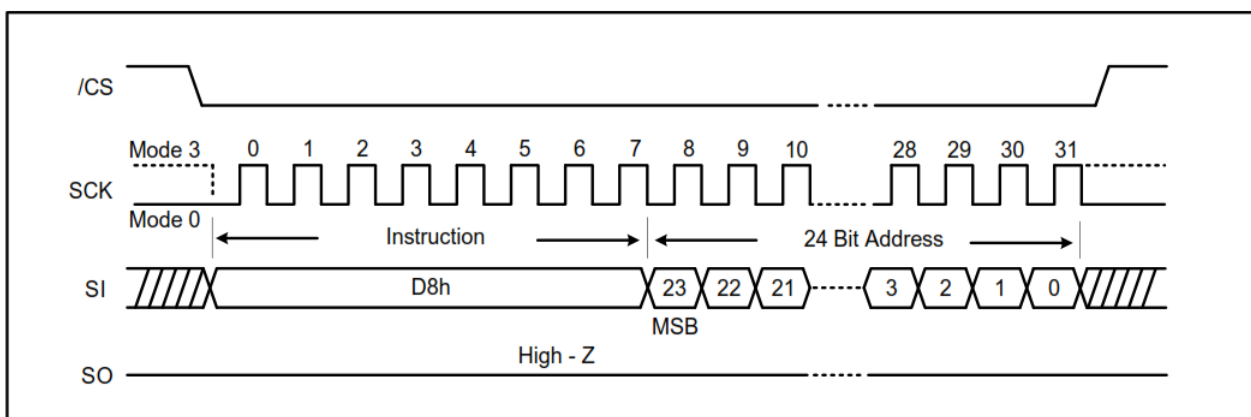 /CS
Mode 3 0 1 2 3 4 5 6 7 8 9 10 28 29 30 31
SCK
Mode 0
Instruction 24 Bit Address
SI D8h 23 22 21 3 2 1 0
MSB
High - Z
SO